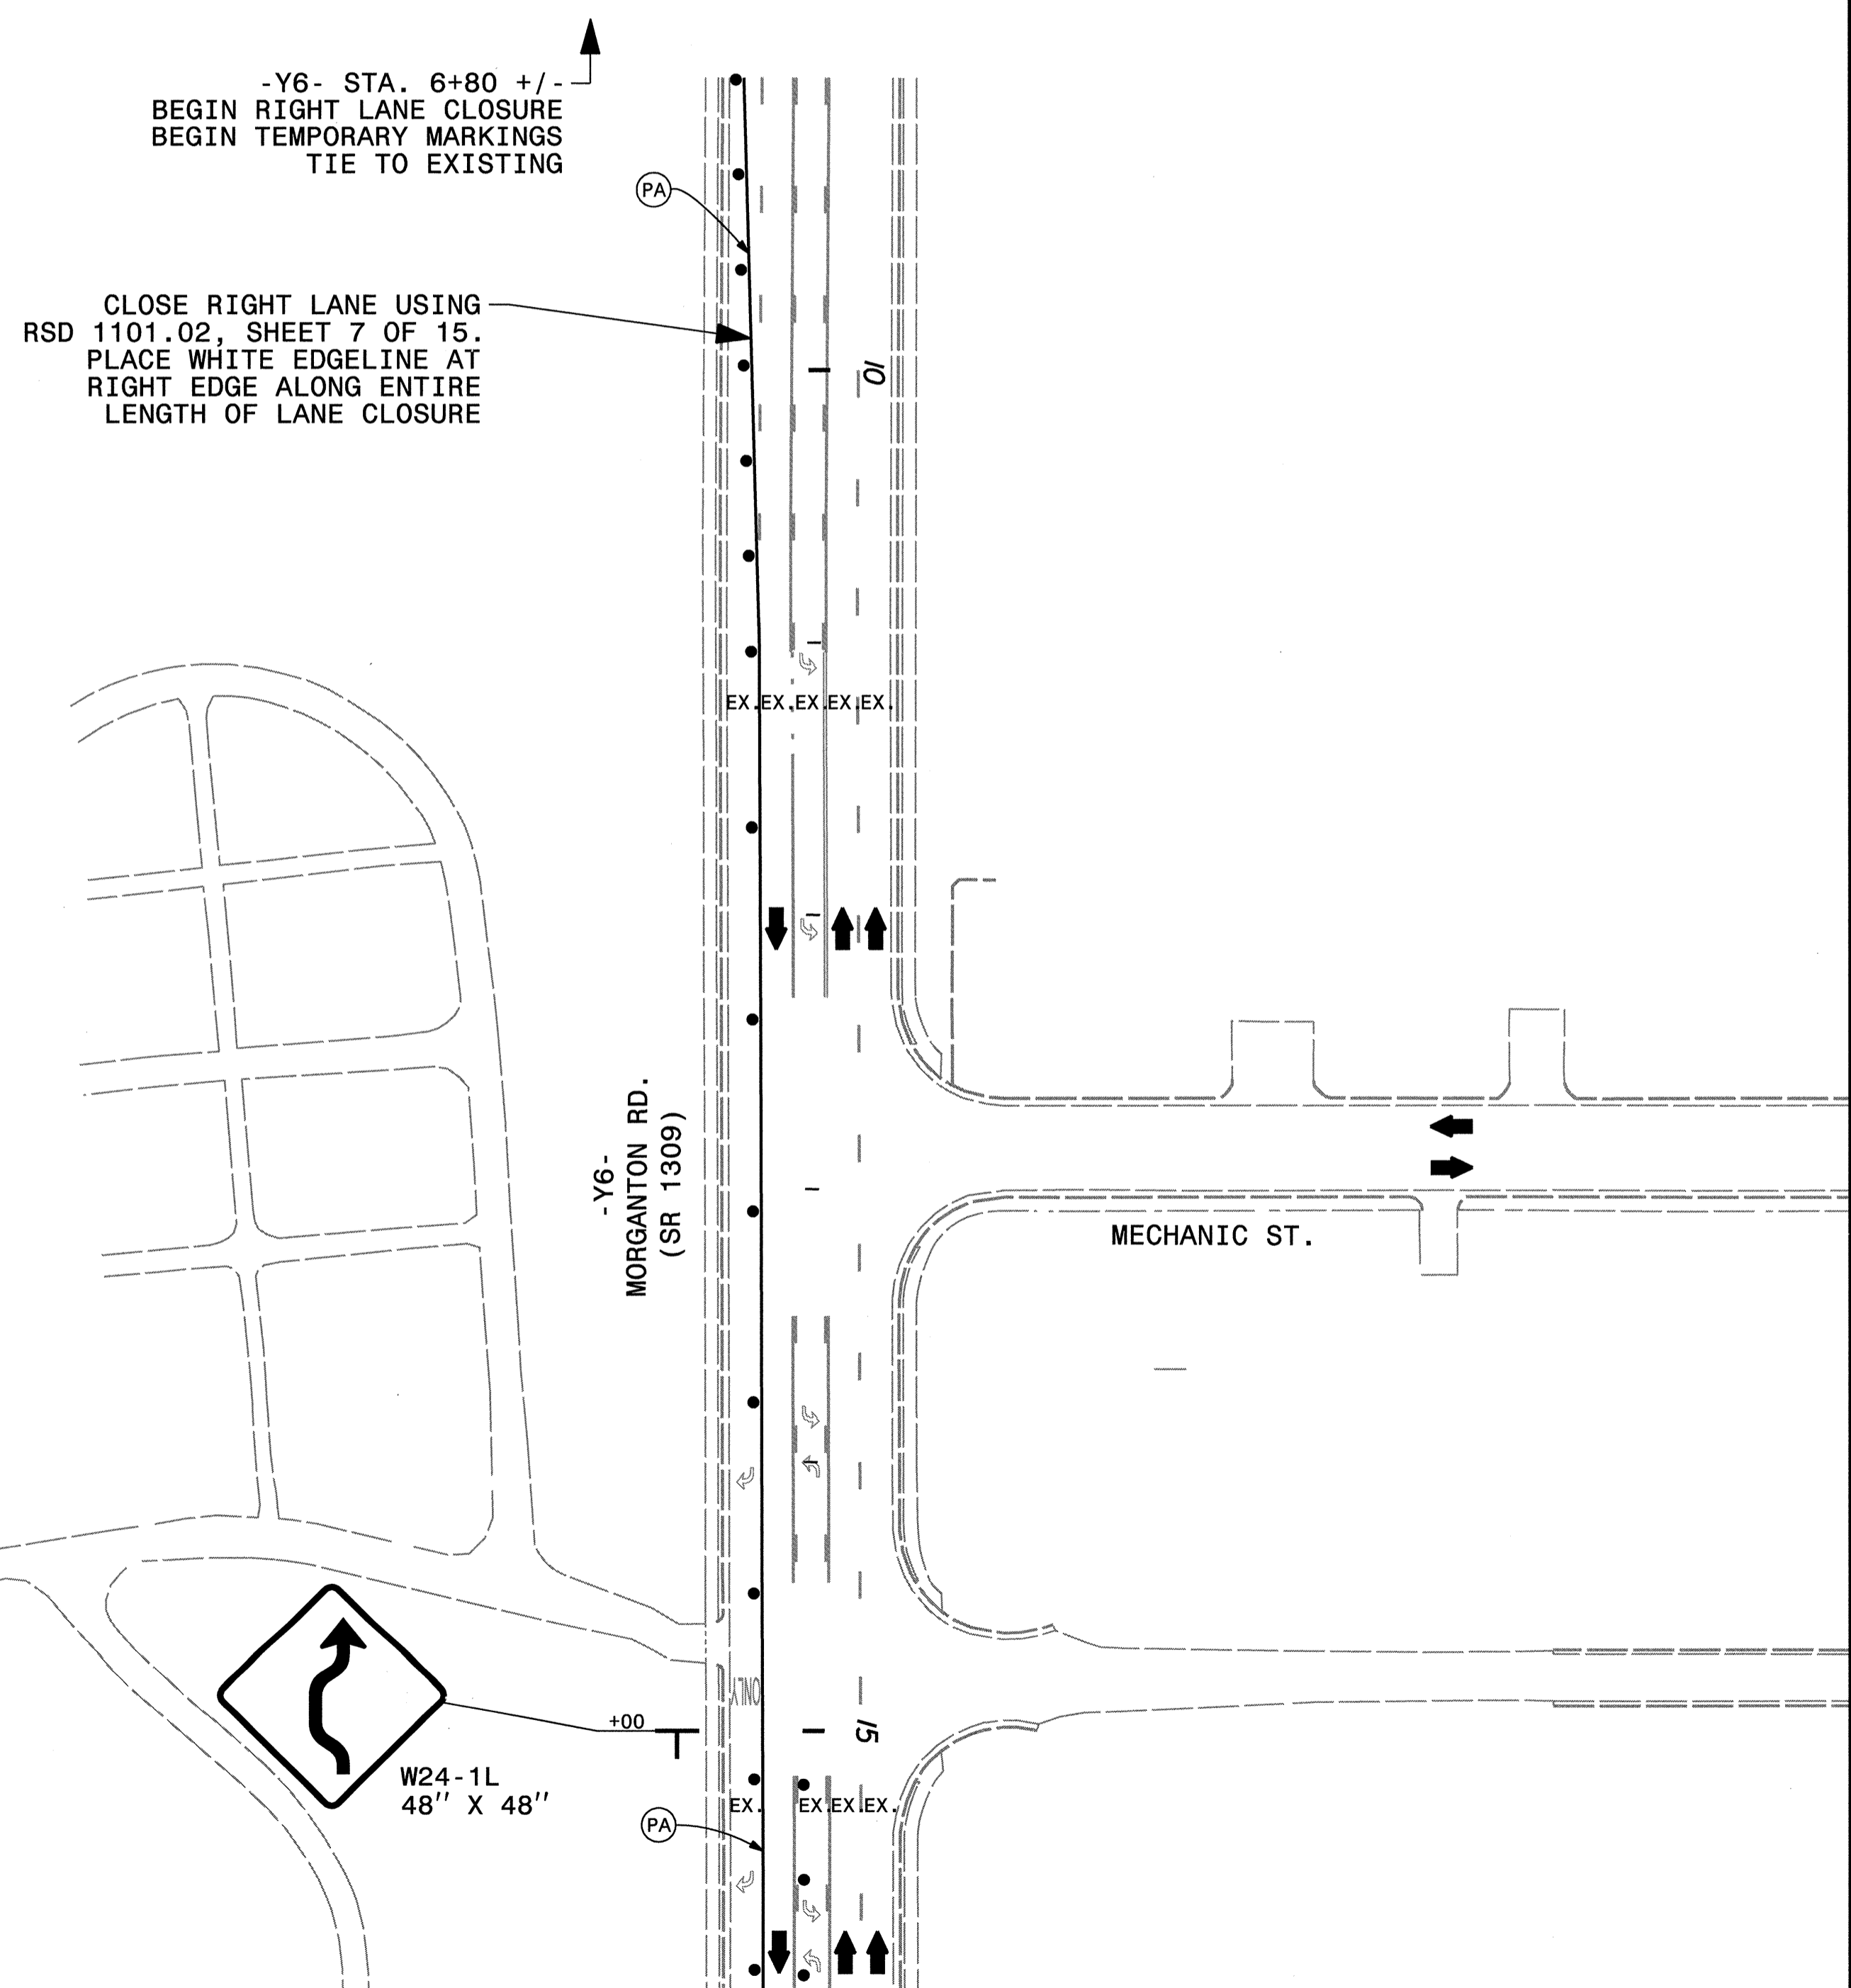 -Y6- STA. 6+80 +/-
BEGIN RIGHT LANE CLOSURE
BEGIN TEMPORARY MARKINGS
TIE TO EXISTING
PA
CLOSE RIGHT LANE USING
RSD 1101.02, SHEET 7 OF 15.
PLACE WHITE EDGELINE AT
RIGHT EDGE ALONG ENTIRE
LENGTH OF LANE CLOSURE
10
EX. EX. EX. EX. EX.
-Y6-
MORGANTON RD.
(SR 1309)
MECHANIC ST.
ONLY
+00
15
W24-1L
48" X 48"
EX. EX. EX. EX.
PA